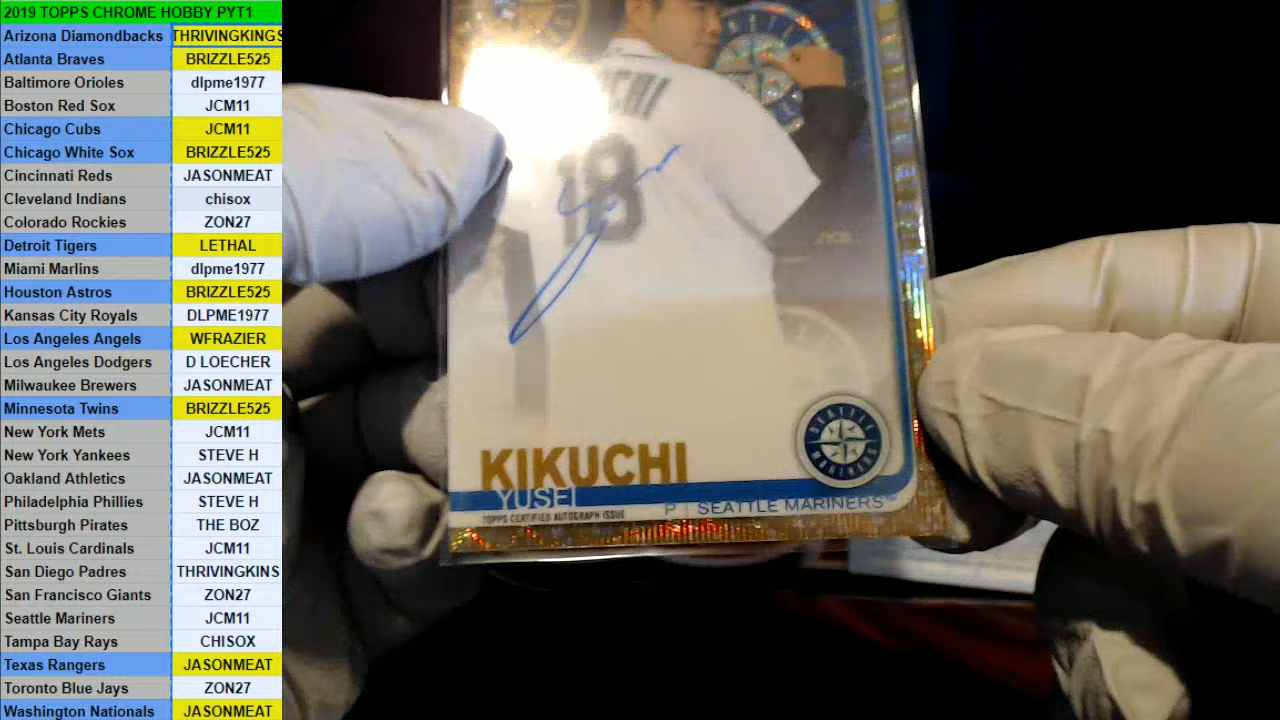 2019 TOPPS CHROME HOBBY PYT1
Arizona Diamondbacks THRIVINGKINGS
Atlanta Braves BRIZZLE525
Baltimore Orioles dlpme1977
Boston Red Sox JCM11
Chicago Cubs JCM11
Chicago White Sox BRIZZLE525
Cincinnati Reds JASONMEAT
Cleveland Indians chisox
Colorado Rockies ZON27
Detroit Tigers LETHAL
Miami Marlins dlpme1977
Houston Astros BRIZZLE525
Kansas City Royals DLPME1977
Los Angeles Angels WFRAZIER
Los Angeles Dodgers D LOECHER
Milwaukee Brewers JASONMEAT
Minnesota Twins BRIZZLE525
New York Mets JCM11
New York Yankees STEVE H
Oakland Athletics JASONMEAT
Philadelphia Phillies STEVE H
Pittsburgh Pirates THE BOZ
St. Louis Cardinals JCM11
San Diego Padres THRIVINGKINS
San Francisco Giants ZON27
Seattle Mariners JCM11
Tampa Bay Rays CHISOX
Texas Rangers JASONMEAT
Toronto Blue Jays ZON27
Washington Nationals JASONMEAT
18
KIKUCHI
YUSEI
TOPPS CERTIFIED AUTOGRAPH ISSUE
P | SEATTLE MARINERS™
SEATTLE
MARINERS